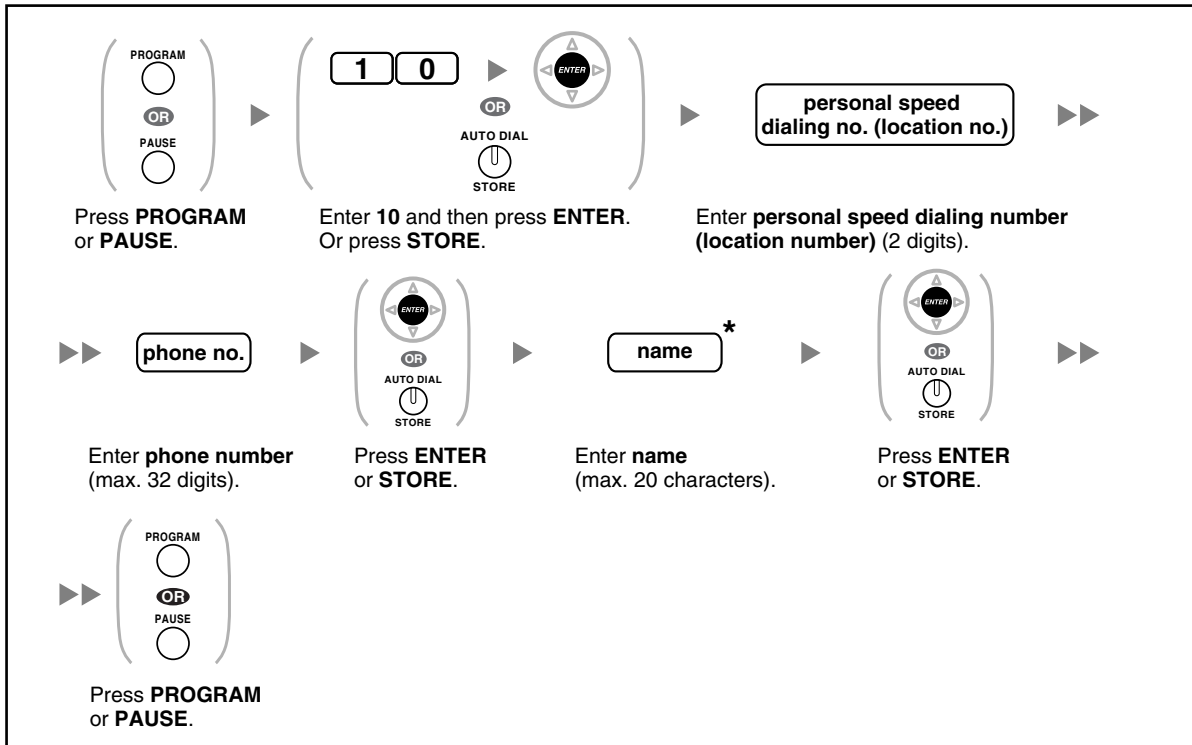 PROGRAM
OR
PAUSE
Press PROGRAM
or PAUSE.
1 0
ENTER
OR
AUTO DIAL
STORE
Enter 10 and then press ENTER.
Or press STORE.
personal speed
dialing no. (location no.)
Enter personal speed dialing number
(location number) (2 digits).
phone no.
Enter phone number
(max. 32 digits).
ENTER
OR
AUTO DIAL
STORE
Press ENTER
or STORE.
name *
Enter name
(max. 20 characters).
ENTER
OR
AUTO DIAL
STORE
Press ENTER
or STORE.
PROGRAM
OR
PAUSE
Press PROGRAM
or PAUSE.